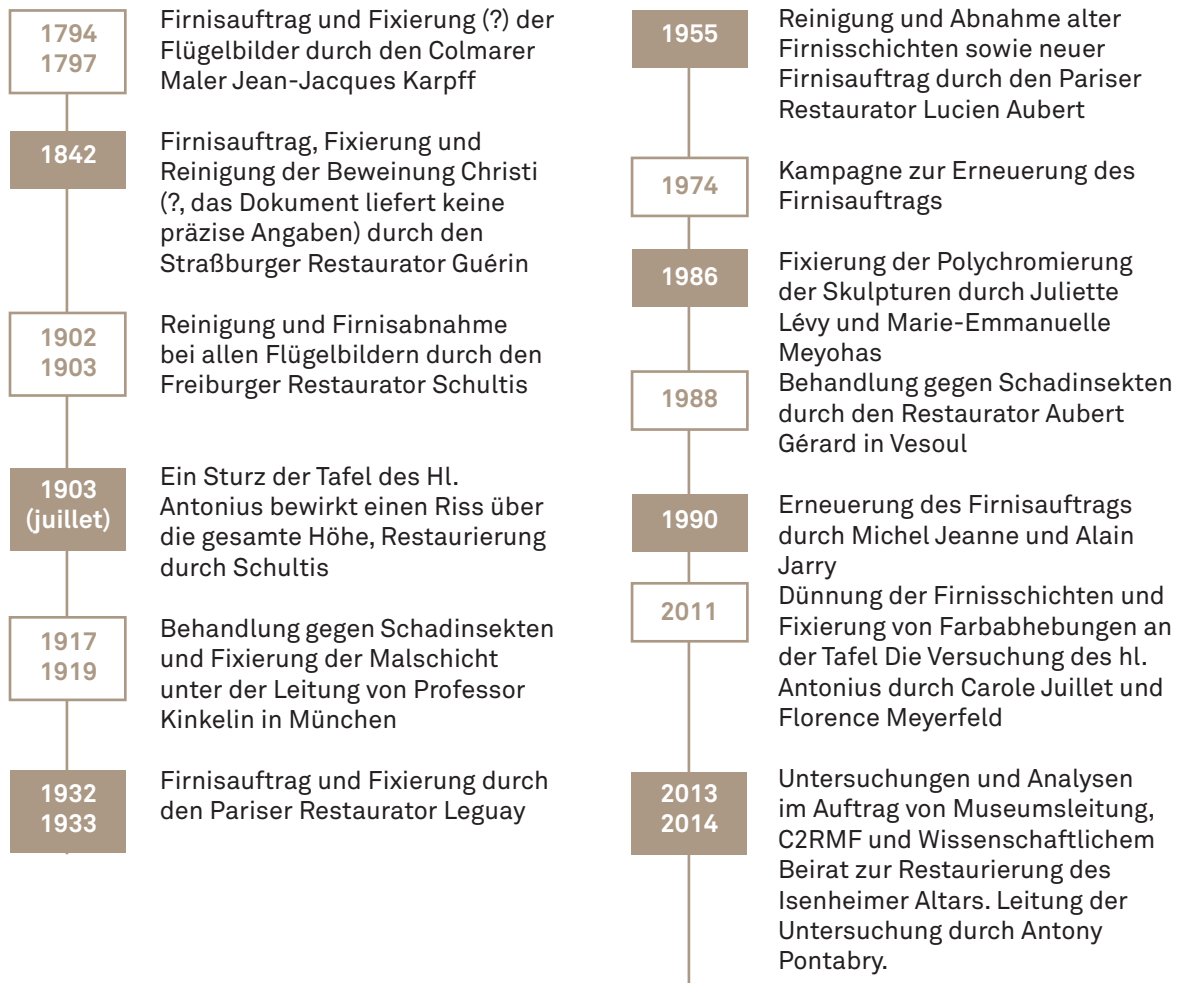 1794
1797
Firnisauftrag und Fixierung (?) der
Flügelbilder durch den Colmarer
Maler Jean-Jacques Karpff
1842
Firnisauftrag, Fixierung und
Reinigung der Beweinung Christi
(?, das Dokument liefert keine
präzise Angaben) durch den
Straßburger Restaurator Guérin
1902
1903
Reinigung und Firnisabnahme
bei allen Flügelbildern durch den
Freiburger Restaurator Schultis
1903
(juillet)
Ein Sturz der Tafel des Hl.
Antonius bewirkt einen Riss über
die gesamte Höhe, Restaurierung
durch Schultis
1917
1919
Behandlung gegen Schadinsekten
und Fixierung der Malschicht
unter der Leitung von Professor
Kinkelin in München
1932
1933
Firnisauftrag und Fixierung durch
den Pariser Restaurator Leguay
1955
Reinigung und Abnahme alter
Firnisschichten sowie neuer
Firnisauftrag durch den Pariser
Restaurator Lucien Aubert
1974
Kampagne zur Erneuerung des
Firnisauftrags
1986
Fixierung der Polychromierung
der Skulpturen durch Juliette
Lévy und Marie-Emmanuelle
Meyohas
1988
Behandlung gegen Schadinsekten
durch den Restaurator Aubert
Gérard in Vesoul
1990
Erneuerung des Firnisauftrags
durch Michel Jeanne und Alain
Jarry
2011
Dünnung der Firnisschichten und
Fixierung von Farbabhebungen an
der Tafel Die Versuchung des hl.
Antonius durch Carole Juillet und
Florence Meyerfeld
2013
2014
Untersuchungen und Analysen
im Auftrag von Museumsleitung,
C2RMF und Wissenschaftlichem
Beirat zur Restaurierung des
Isenheimer Altars. Leitung der
Untersuchung durch Antony
Pontabry.